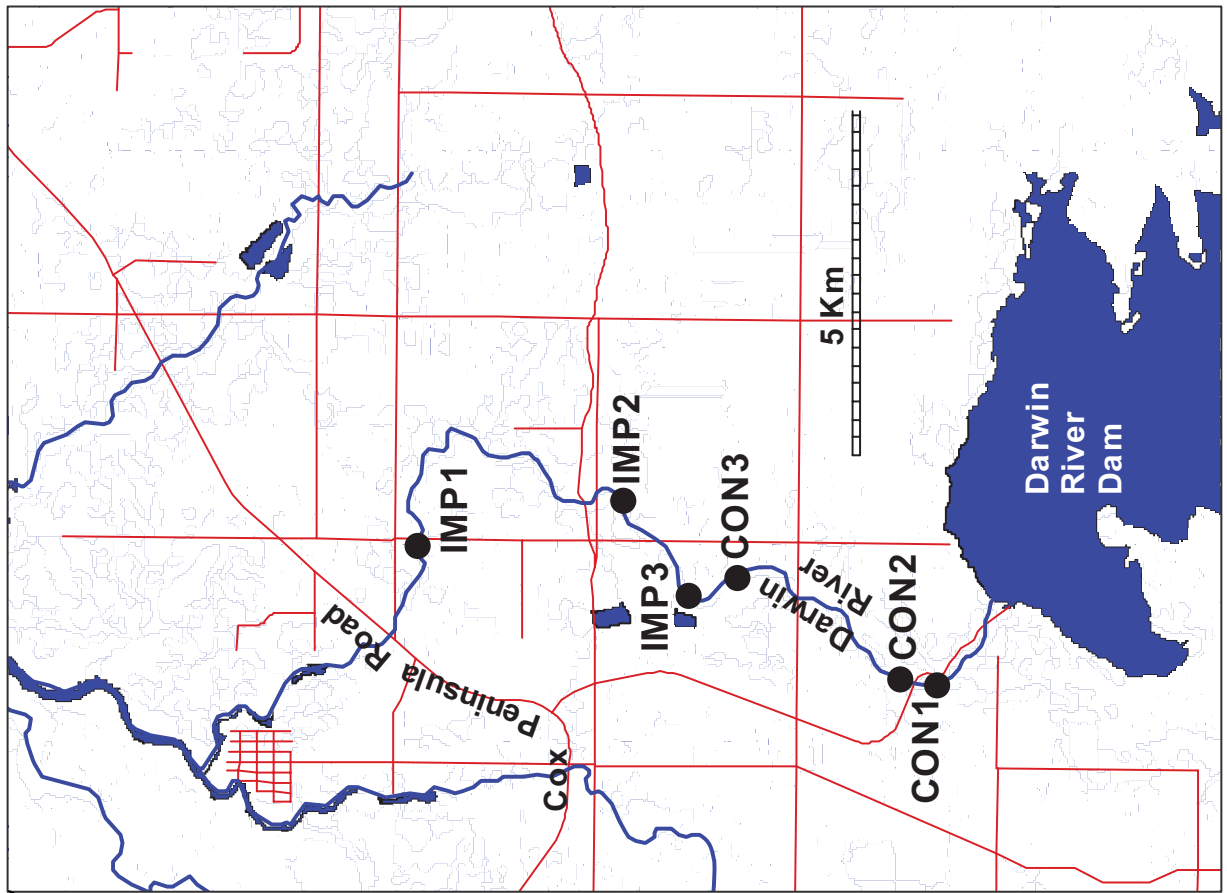 IMP1
IMP2
IMP3
CON3
CON2
CON1
Cox
Peninsula
Road
Darwin
River
5 Km
Darwin
River
Dam